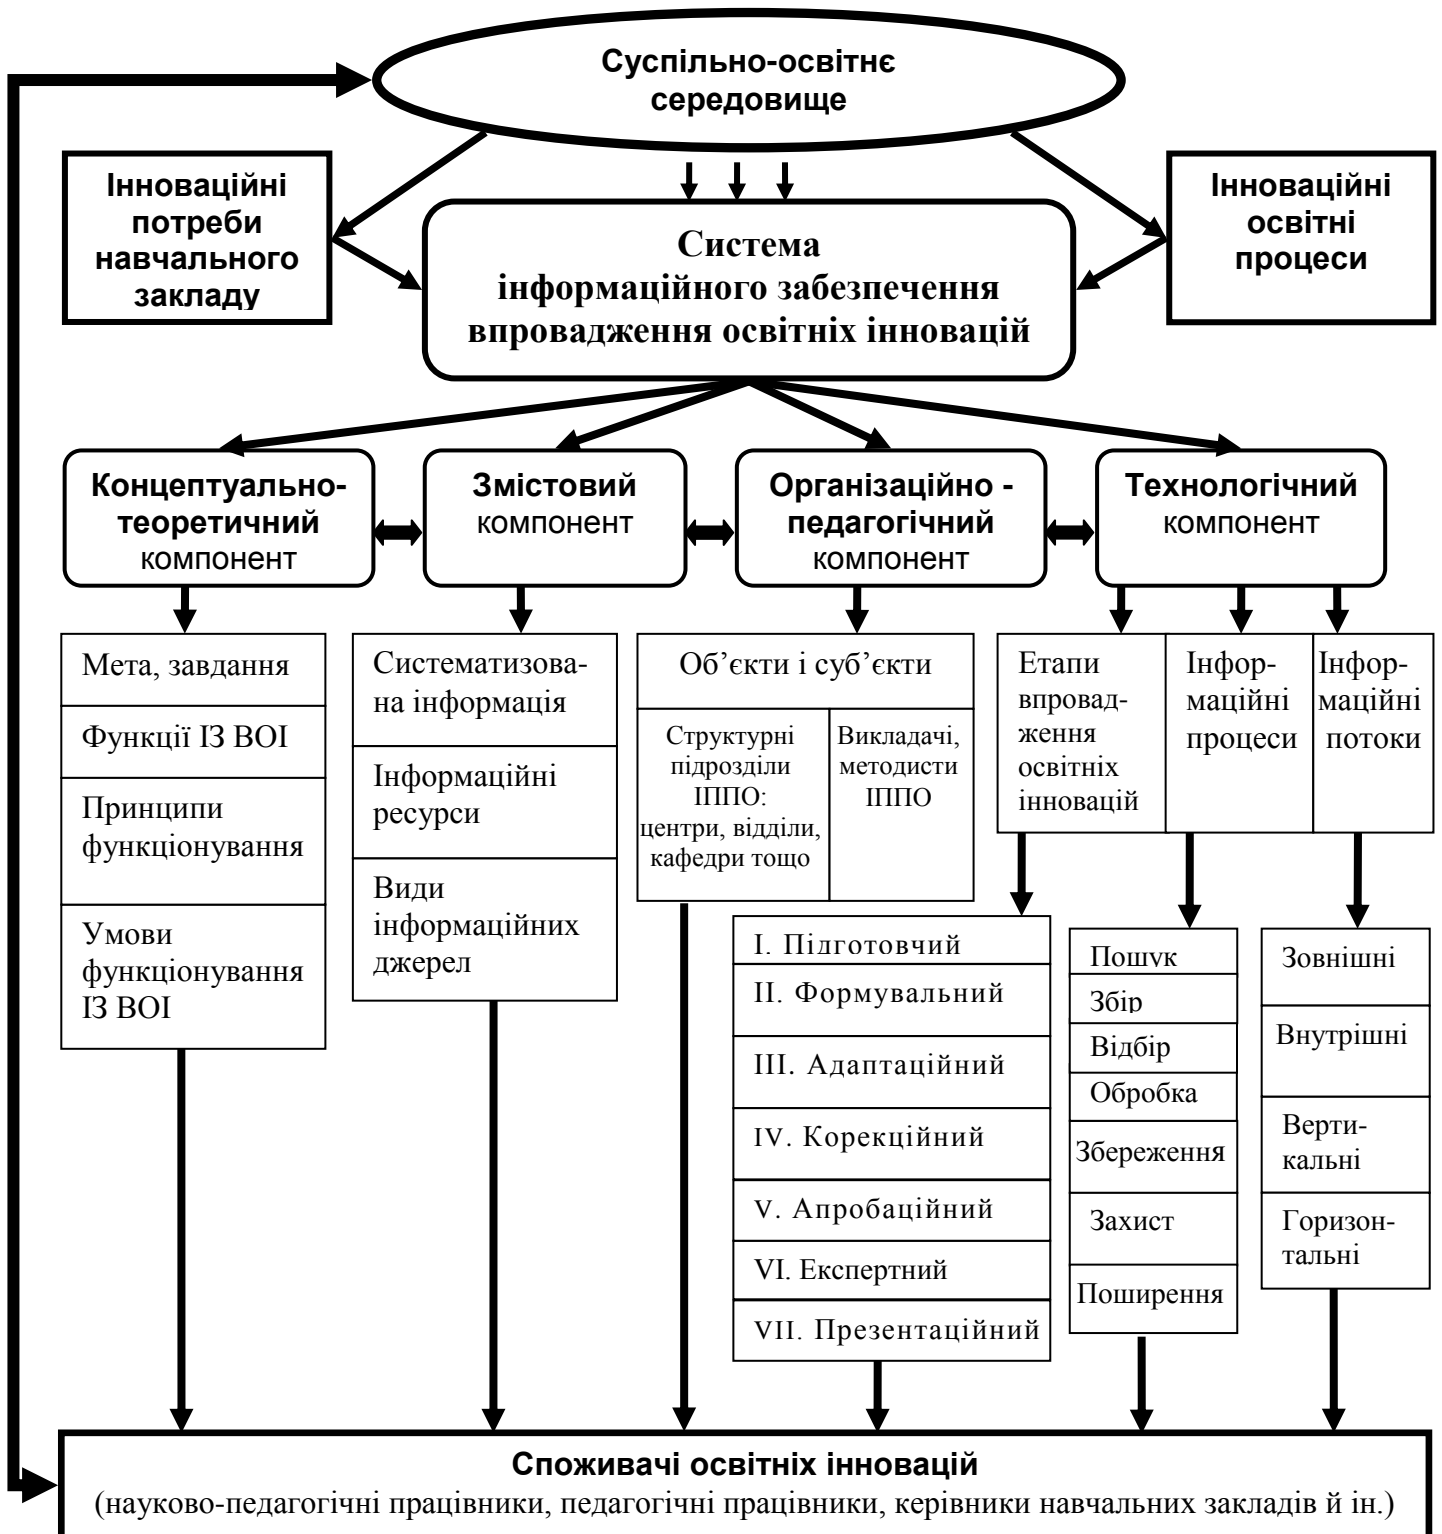 Суспільно-освітнє
середовище
Інноваційні
потреби
навчального
закладу
Інноваційні
освітні
процеси
Система
інформаційного забезпечення
впровадження освітніх інновацій
Концептуально-
теоретичний
компонент
Змістовий
компонент
Організаційно -
педагогічний
компонент
Технологічний
компонент
Мета, завдання
Функції ІЗ ВОІ
Принципи
функціонування
Умови
функціонування
ІЗ ВОІ
Систематизова-
на інформація
Інформаційні
ресурси
Види
інформаційних
джерел
Об’єкти і суб’єкти
Структурні
підрозділи
ІППО:
центри, відділи,
кафедри тощо
Викладачі,
методисти
ІППО
Етапи
впровад-
ження
освітніх
інновацій
Інфор-
маційні
процеси
Інфор-
маційні
потоки
І. Підготовчий
ІІ. Формувальний
ІІІ. Адаптаційний
IV. Корекційний
V. Апробаційний
VI. Експертний
VII. Презентаційний
Пошук
Збір
Відбір
Обробка
Збереження
Захист
Поширення
Зовнішні
Внутрішні
Верти-
кальні
Горизон-
тальні
Споживачі освітніх інновацій
(науково-педагогічні працівники, педагогічні працівники, керівники навчальних закладів й ін.)